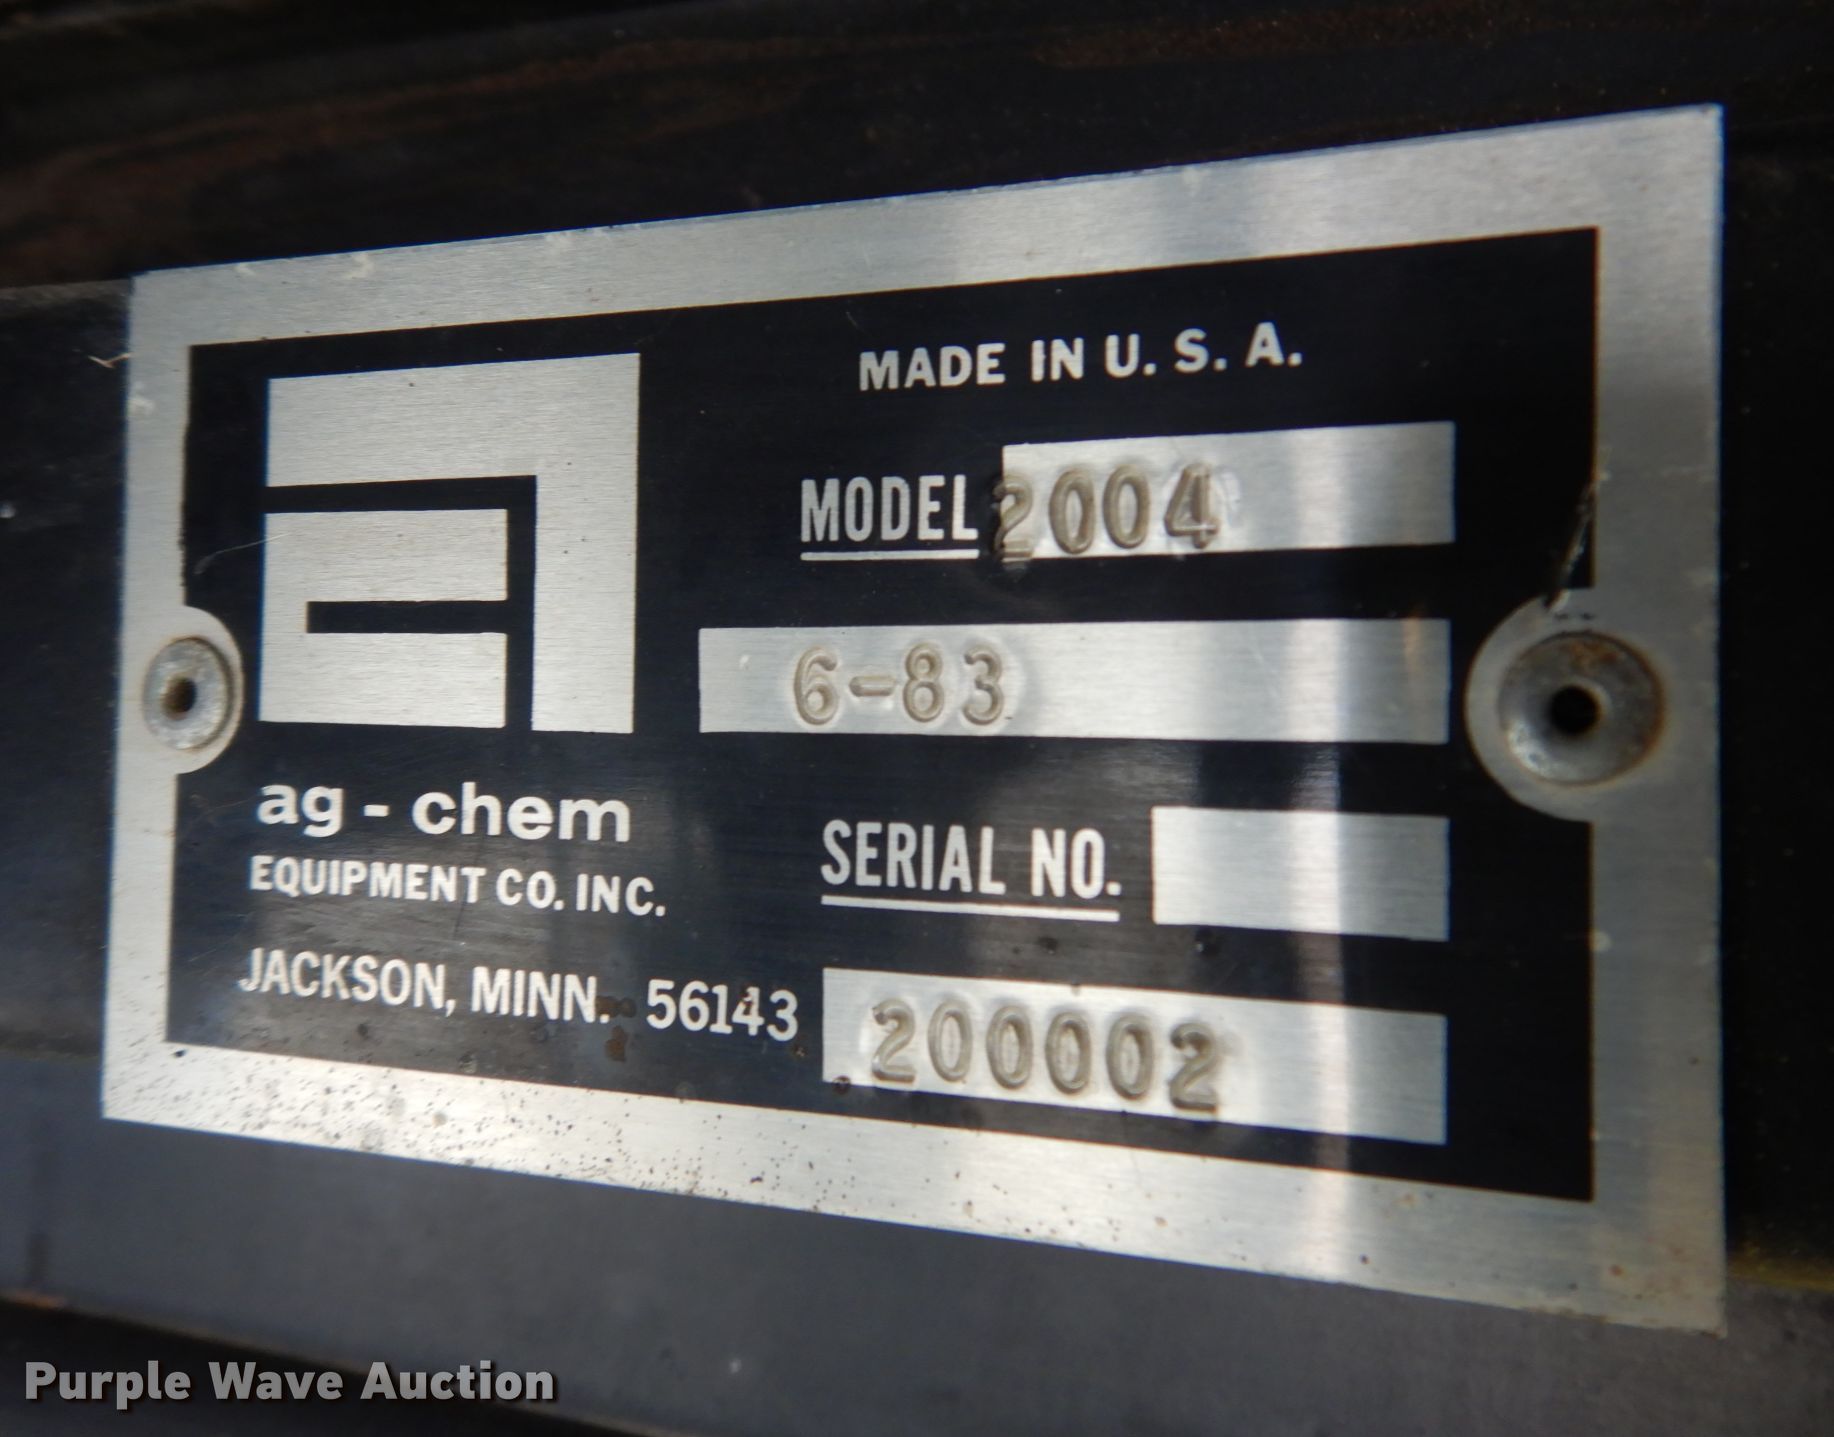 MADE IN U. S. A.
MODEL 2004
6-83
ag - chem
EQUIPMENT CO. INC.
SERIAL NO.
JACKSON, MINN. 56143
200002
Purple Wave Auction